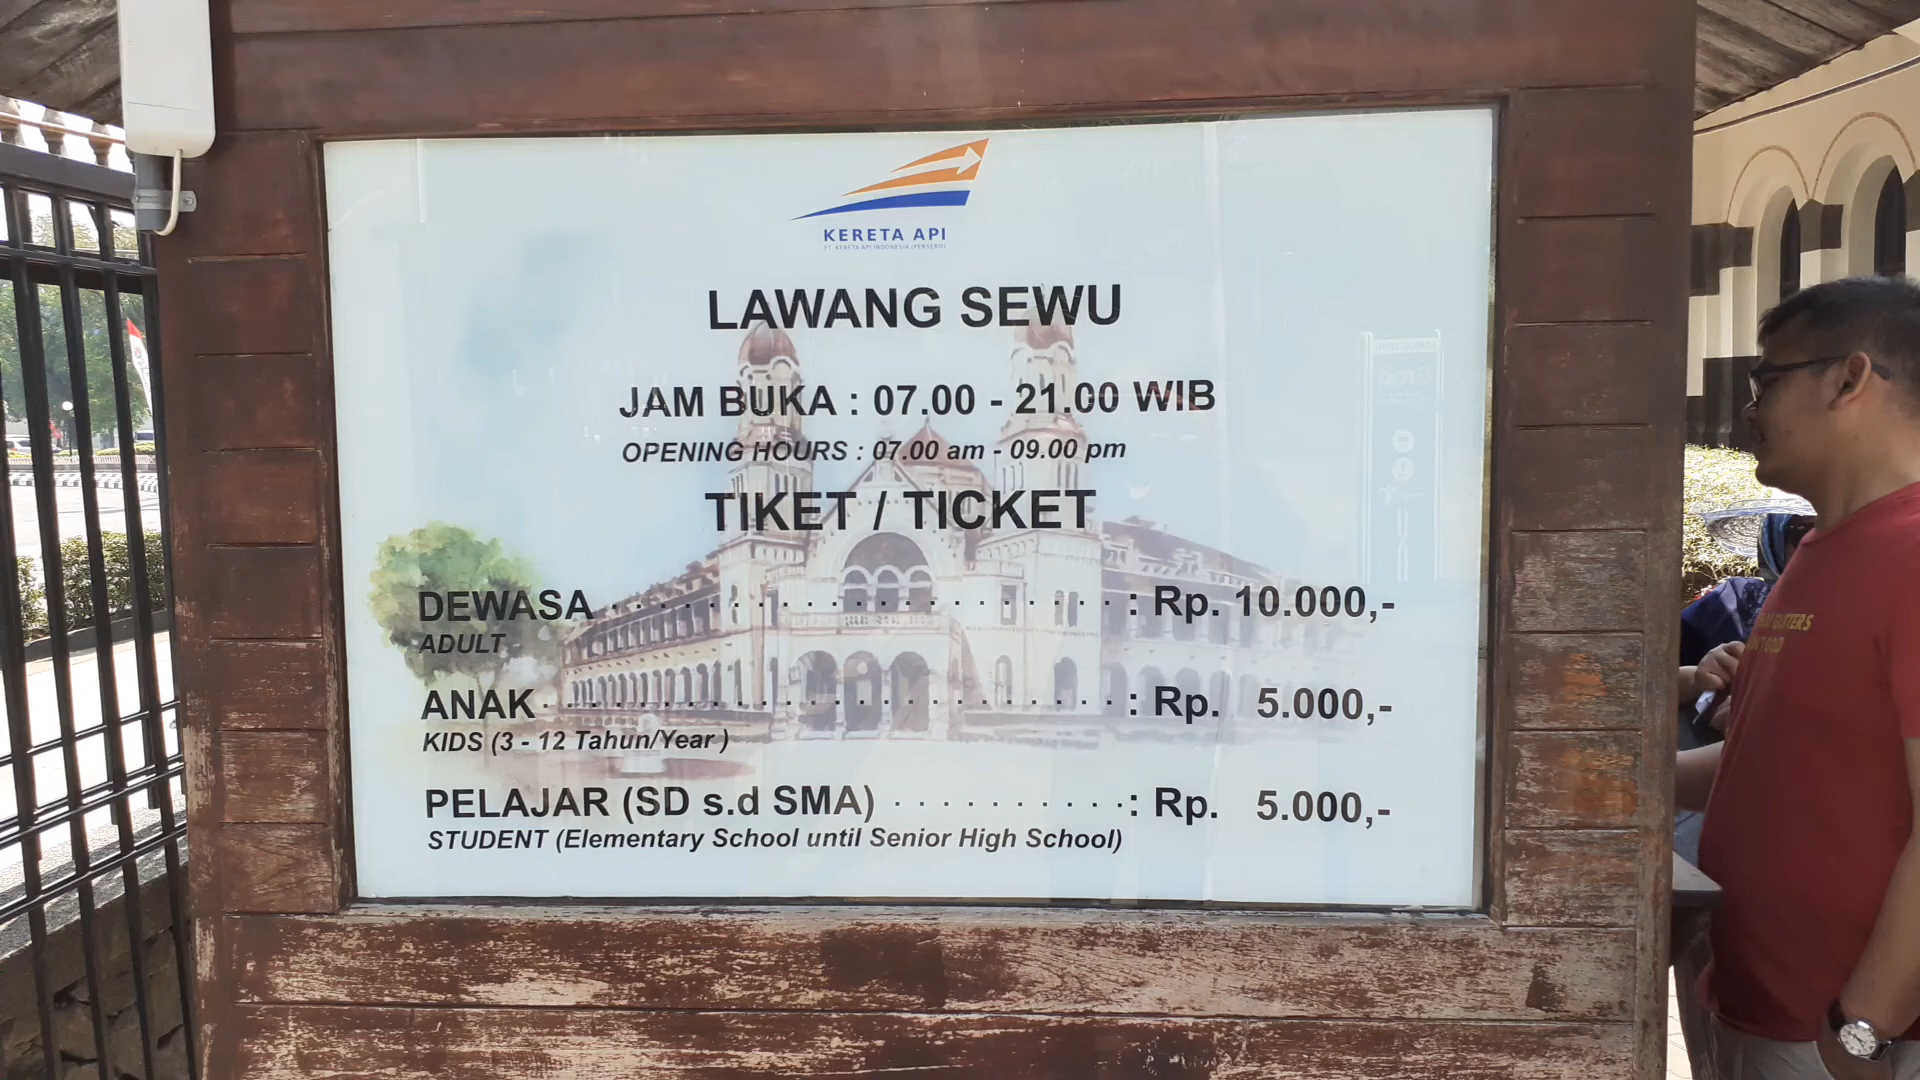 KERETA API
PT. KERETA API INDONESIA (PERSERO)
LAWANG SEWU
JAM BUKA : 07.00 - 21.00 WIB
OPENING HOURS : 07.00 am - 09.00 pm
TIKET / TICKET
DEWASA . . . . . . . . . . . . . . . . . . . . : Rp. 10.000,-
ADULT
ANAK . . . . . . . . . . . . . . . . . . . . . . . : Rp. 5.000,-
KIDS (3 - 12 Tahun/Year )
PELAJAR (SD s.d SMA) . . . . . . . . . . : Rp. 5.000,-
STUDENT (Elementary School until Senior High School)